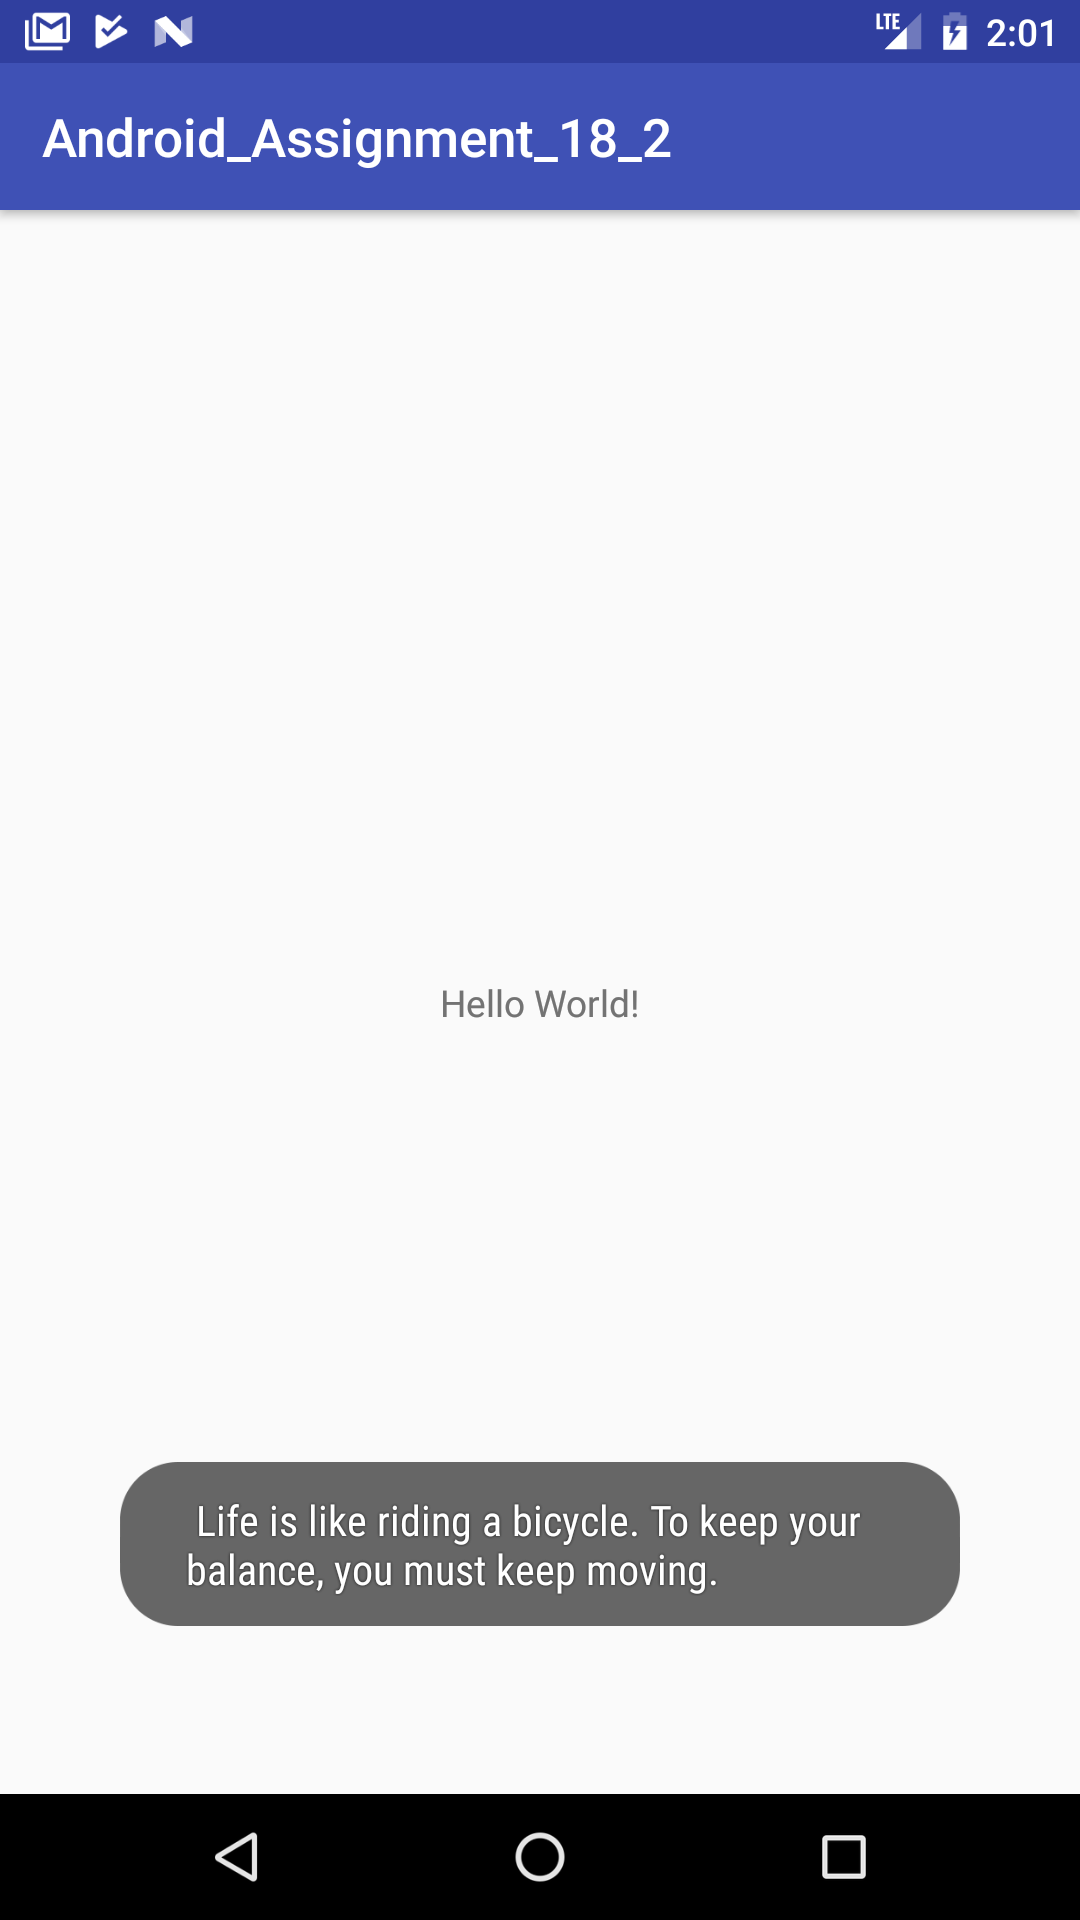 LTE 2:01
Android_Assignment_18_2
Hello World!
Life is like riding a bicycle. To keep your
balance, you must keep moving.